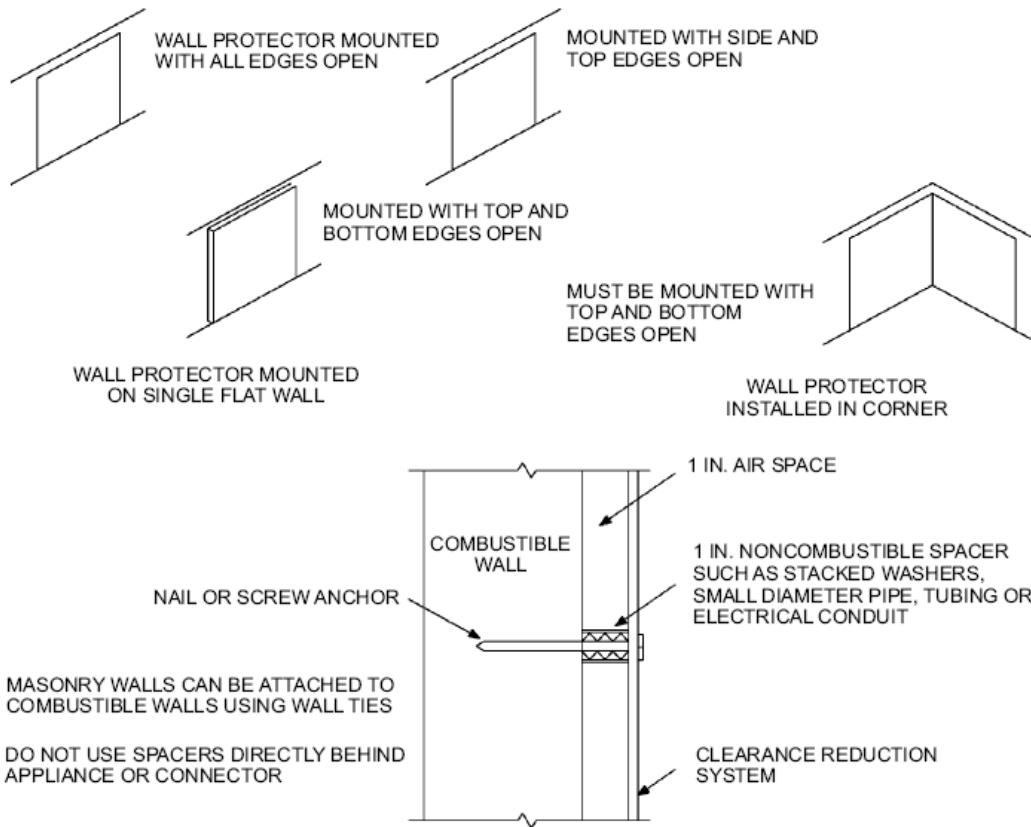 WALL PROTECTOR MOUNTED
WITH ALL EDGES OPEN
MOUNTED WITH SIDE AND
TOP EDGES OPEN
MOUNTED WITH TOP AND
BOTTOM EDGES OPEN
MUST BE MOUNTED WITH
TOP AND BOTTOM
EDGES OPEN
WALL PROTECTOR MOUNTED
ON SINGLE FLAT WALL
WALL PROTECTOR
INSTALLED IN CORNER
1 IN. AIR SPACE
COMBUSTIBLE
WALL
1 IN. NONCOMBUSTIBLE SPACER
SUCH AS STACKED WASHERS,
SMALL DIAMETER PIPE, TUBING OR
ELECTRICAL CONDUIT
NAIL OR SCREW ANCHOR
MASONRY WALLS CAN BE ATTACHED TO
COMBUSTIBLE WALLS USING WALL TIES
DO NOT USE SPACERS DIRECTLY BEHIND
APPLIANCE OR CONNECTOR
CLEARANCE REDUCTION
SYSTEM